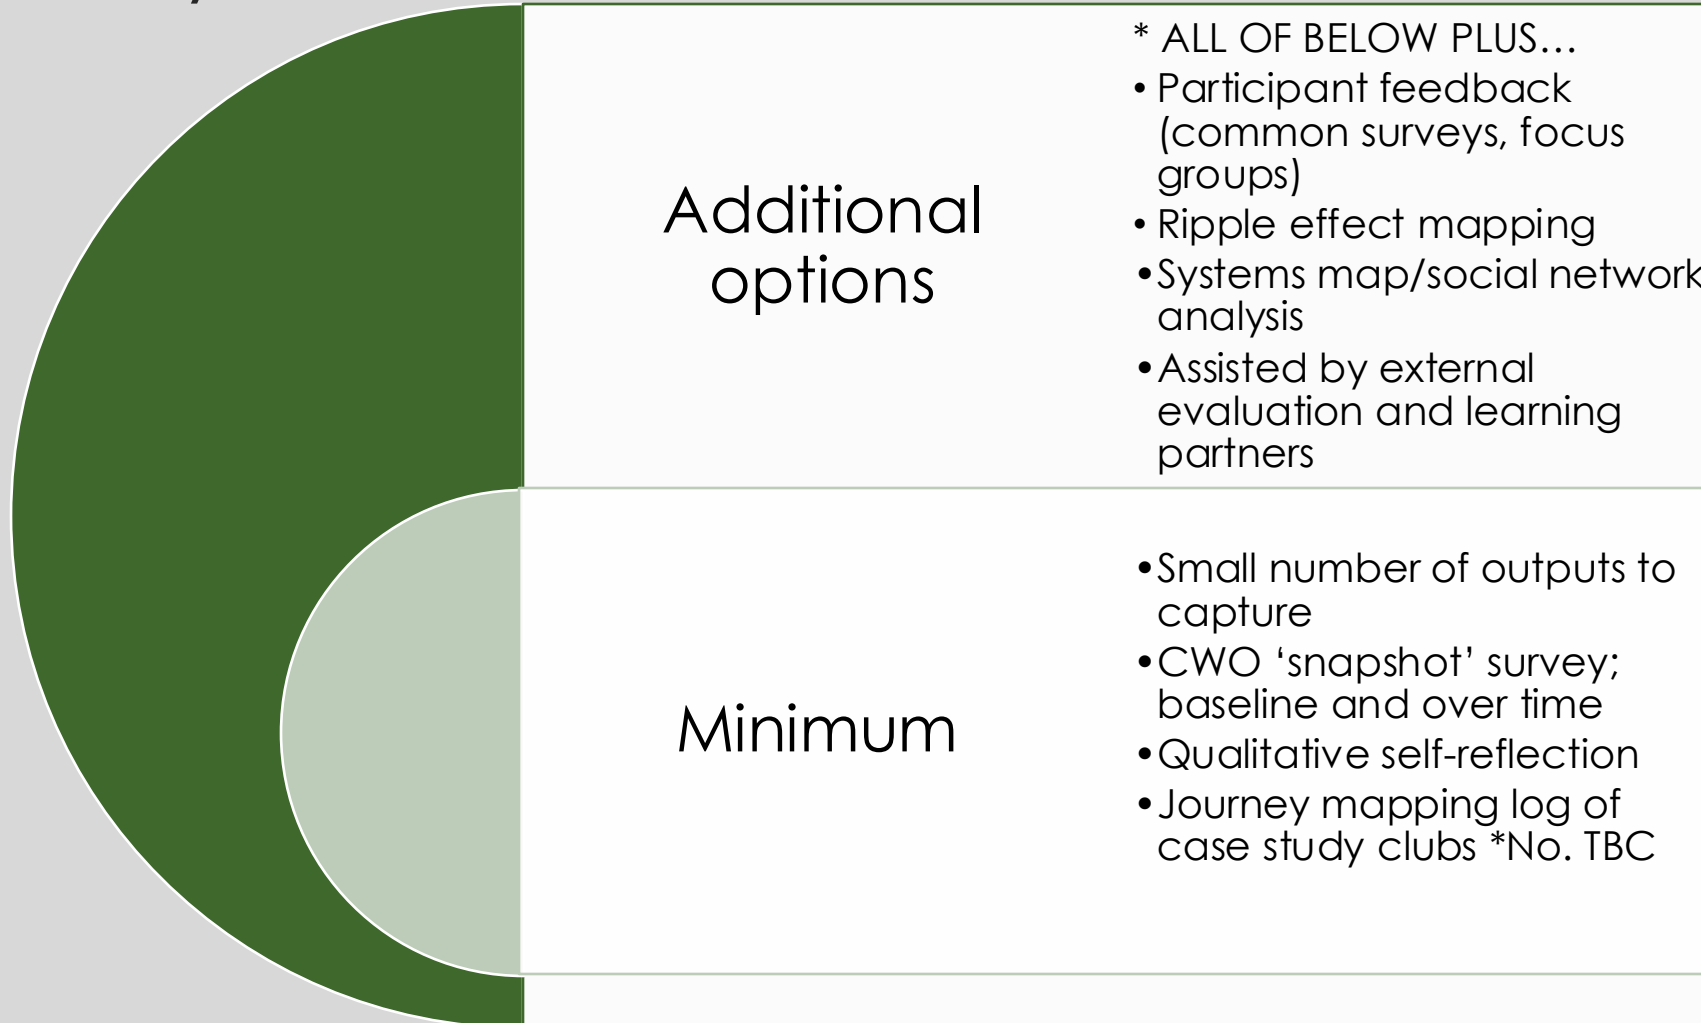 * ALL OF BELOW PLUS…
• Participant feedback
(common surveys, focus
groups)
• Ripple effect mapping
•Systems map/social network
analysis
•Assisted by external
evaluation and learning
partners
Additional
options
•Small number of outputs to
capture
•CWO ‘snapshot’ survey;
baseline and over time
•Qualitative self-reflection
•Journey mapping log of
case study clubs *No. TBC
Minimum